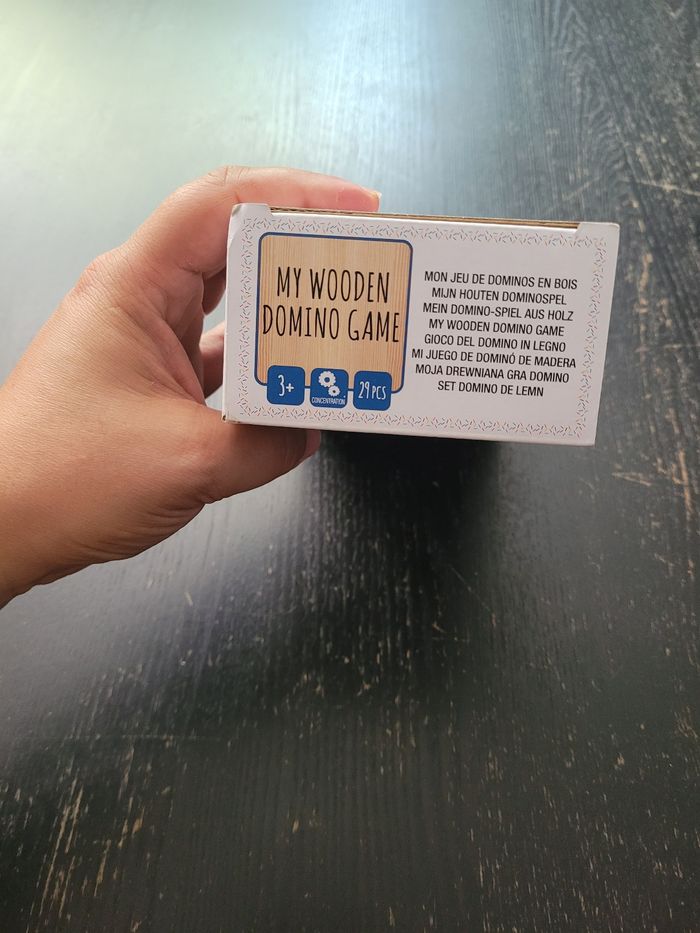 MY WOODEN
DOMINO GAME
3+
CONCENTRATION
29 PCS
MON JEU DE DOMINOS EN BOIS
MIJN HOUTEN DOMINOSPEL
MEIN DOMINO-SPIEL AUS HOLZ
MY WOODEN DOMINO GAME
GIOCO DEL DOMINO IN LEGNO
MI JUEGO DE DOMINÓ DE MADERA
MOJA DREWNIANA GRA DOMINO
SET DOMINO DE LEMN